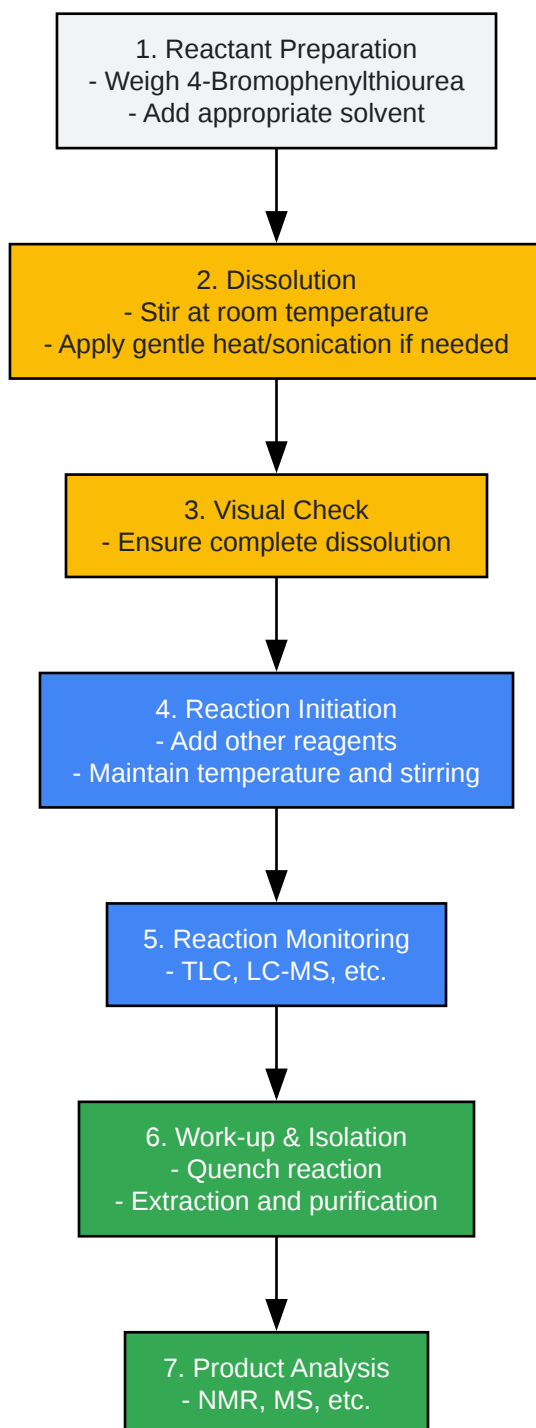 1. Reactant Preparation
- Weigh 4-Bromophenylthiourea
- Add appropriate solvent
2. Dissolution
- Stir at room temperature
- Apply gentle heat/sonication if needed
3. Visual Check
- Ensure complete dissolution
4. Reaction Initiation
- Add other reagents
- Maintain temperature and stirring
5. Reaction Monitoring
- TLC, LC-MS, etc.
6. Work-up & Isolation
- Quench reaction
- Extraction and purification
7. Product Analysis
- NMR, MS, etc.